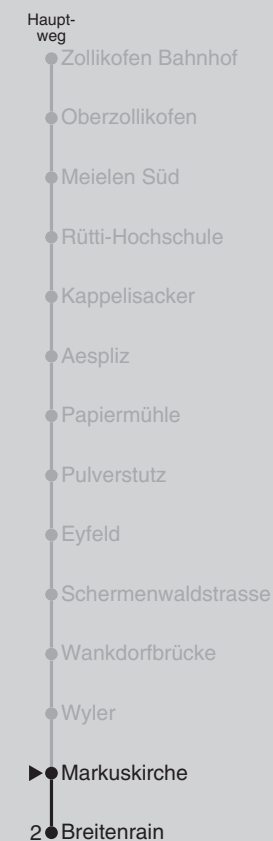 Haupt-
weg
Zollikofen Bahnhof
Oberzollikofen
Meielen Süd
Rütti-Hochschule
Kappelisacker
Aespliz
Papiermühle
Pulverstutz
Eyfeld
Schermenwaldstrasse
Wankdorfbrücke
Wyler
Markuskirche
2 Breitenrain